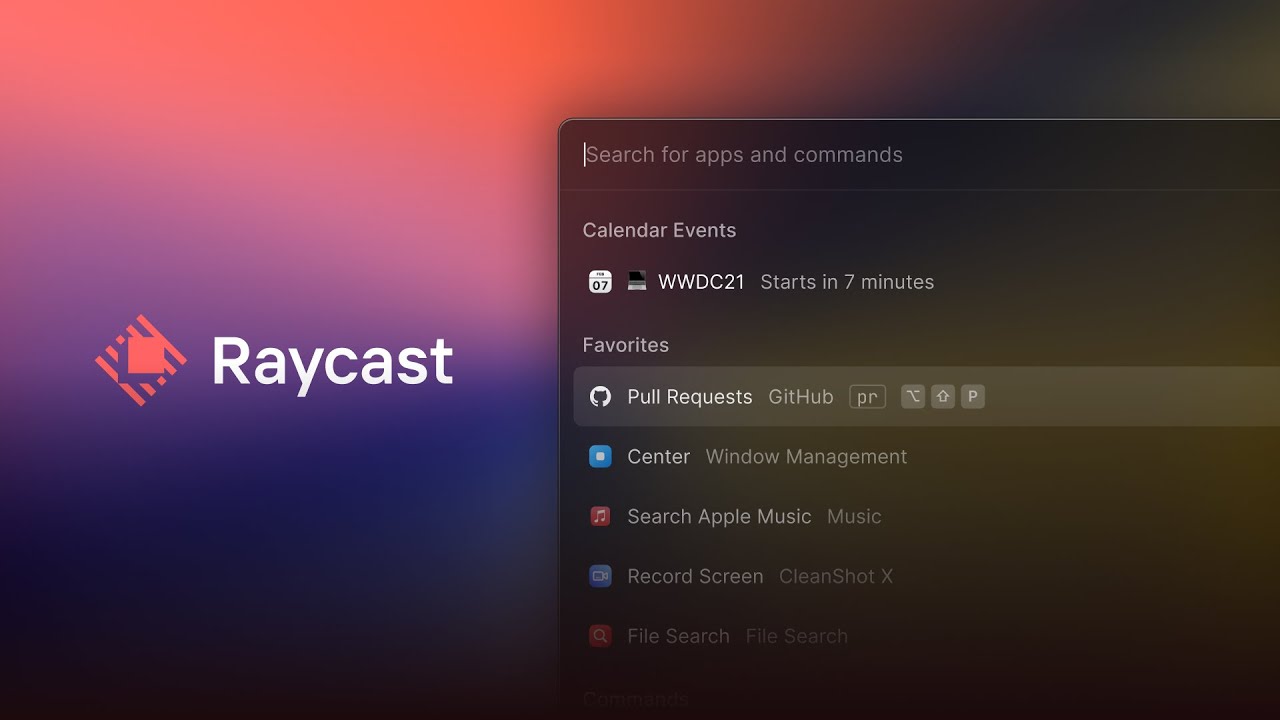 Raycast
Search for apps and commands
Calendar Events
FEB
07
WWDC21 Starts in 7 minutes
Favorites
Pull Requests GitHub pr ⌥ ⇧ P
Center Window Management
Search Apple Music Music
Record Screen CleanShot X
File Search File Search
Commands